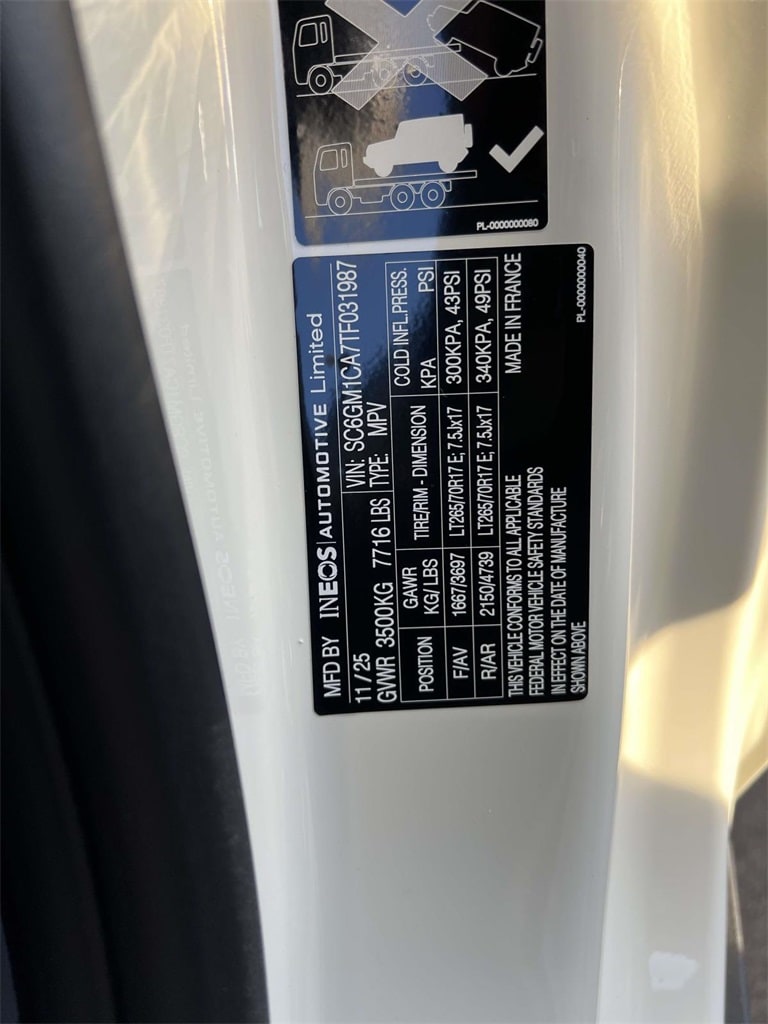 PL-0000000080
MFD BY INEOS|AUTOMOTIVE Limited
11/25 VIN: SC6GM1CA7TF031987
GVWR 3500KG 7716 LBS TYPE: MPV
POSITION GAWR KG/ LBS TIRE/RIM - DIMENSION COLD INFL.PRESS. KPA PSI
F/AV 1667/3697 LT265/70R17 E; 7.5Jx17 300KPA, 43PSI
R/AR 2150/4739 LT265/70R17 E; 7.5Jx17 340KPA, 49PSI
THIS VEHICLE CONFORMS TO ALL APPLICABLE MADE IN FRANCE
FEDERAL MOTOR VEHICLE SAFETY STANDARDS
IN EFFECT ON THE DATE OF MANUFACTURE
SHOWN ABOVE
PL-0000000040